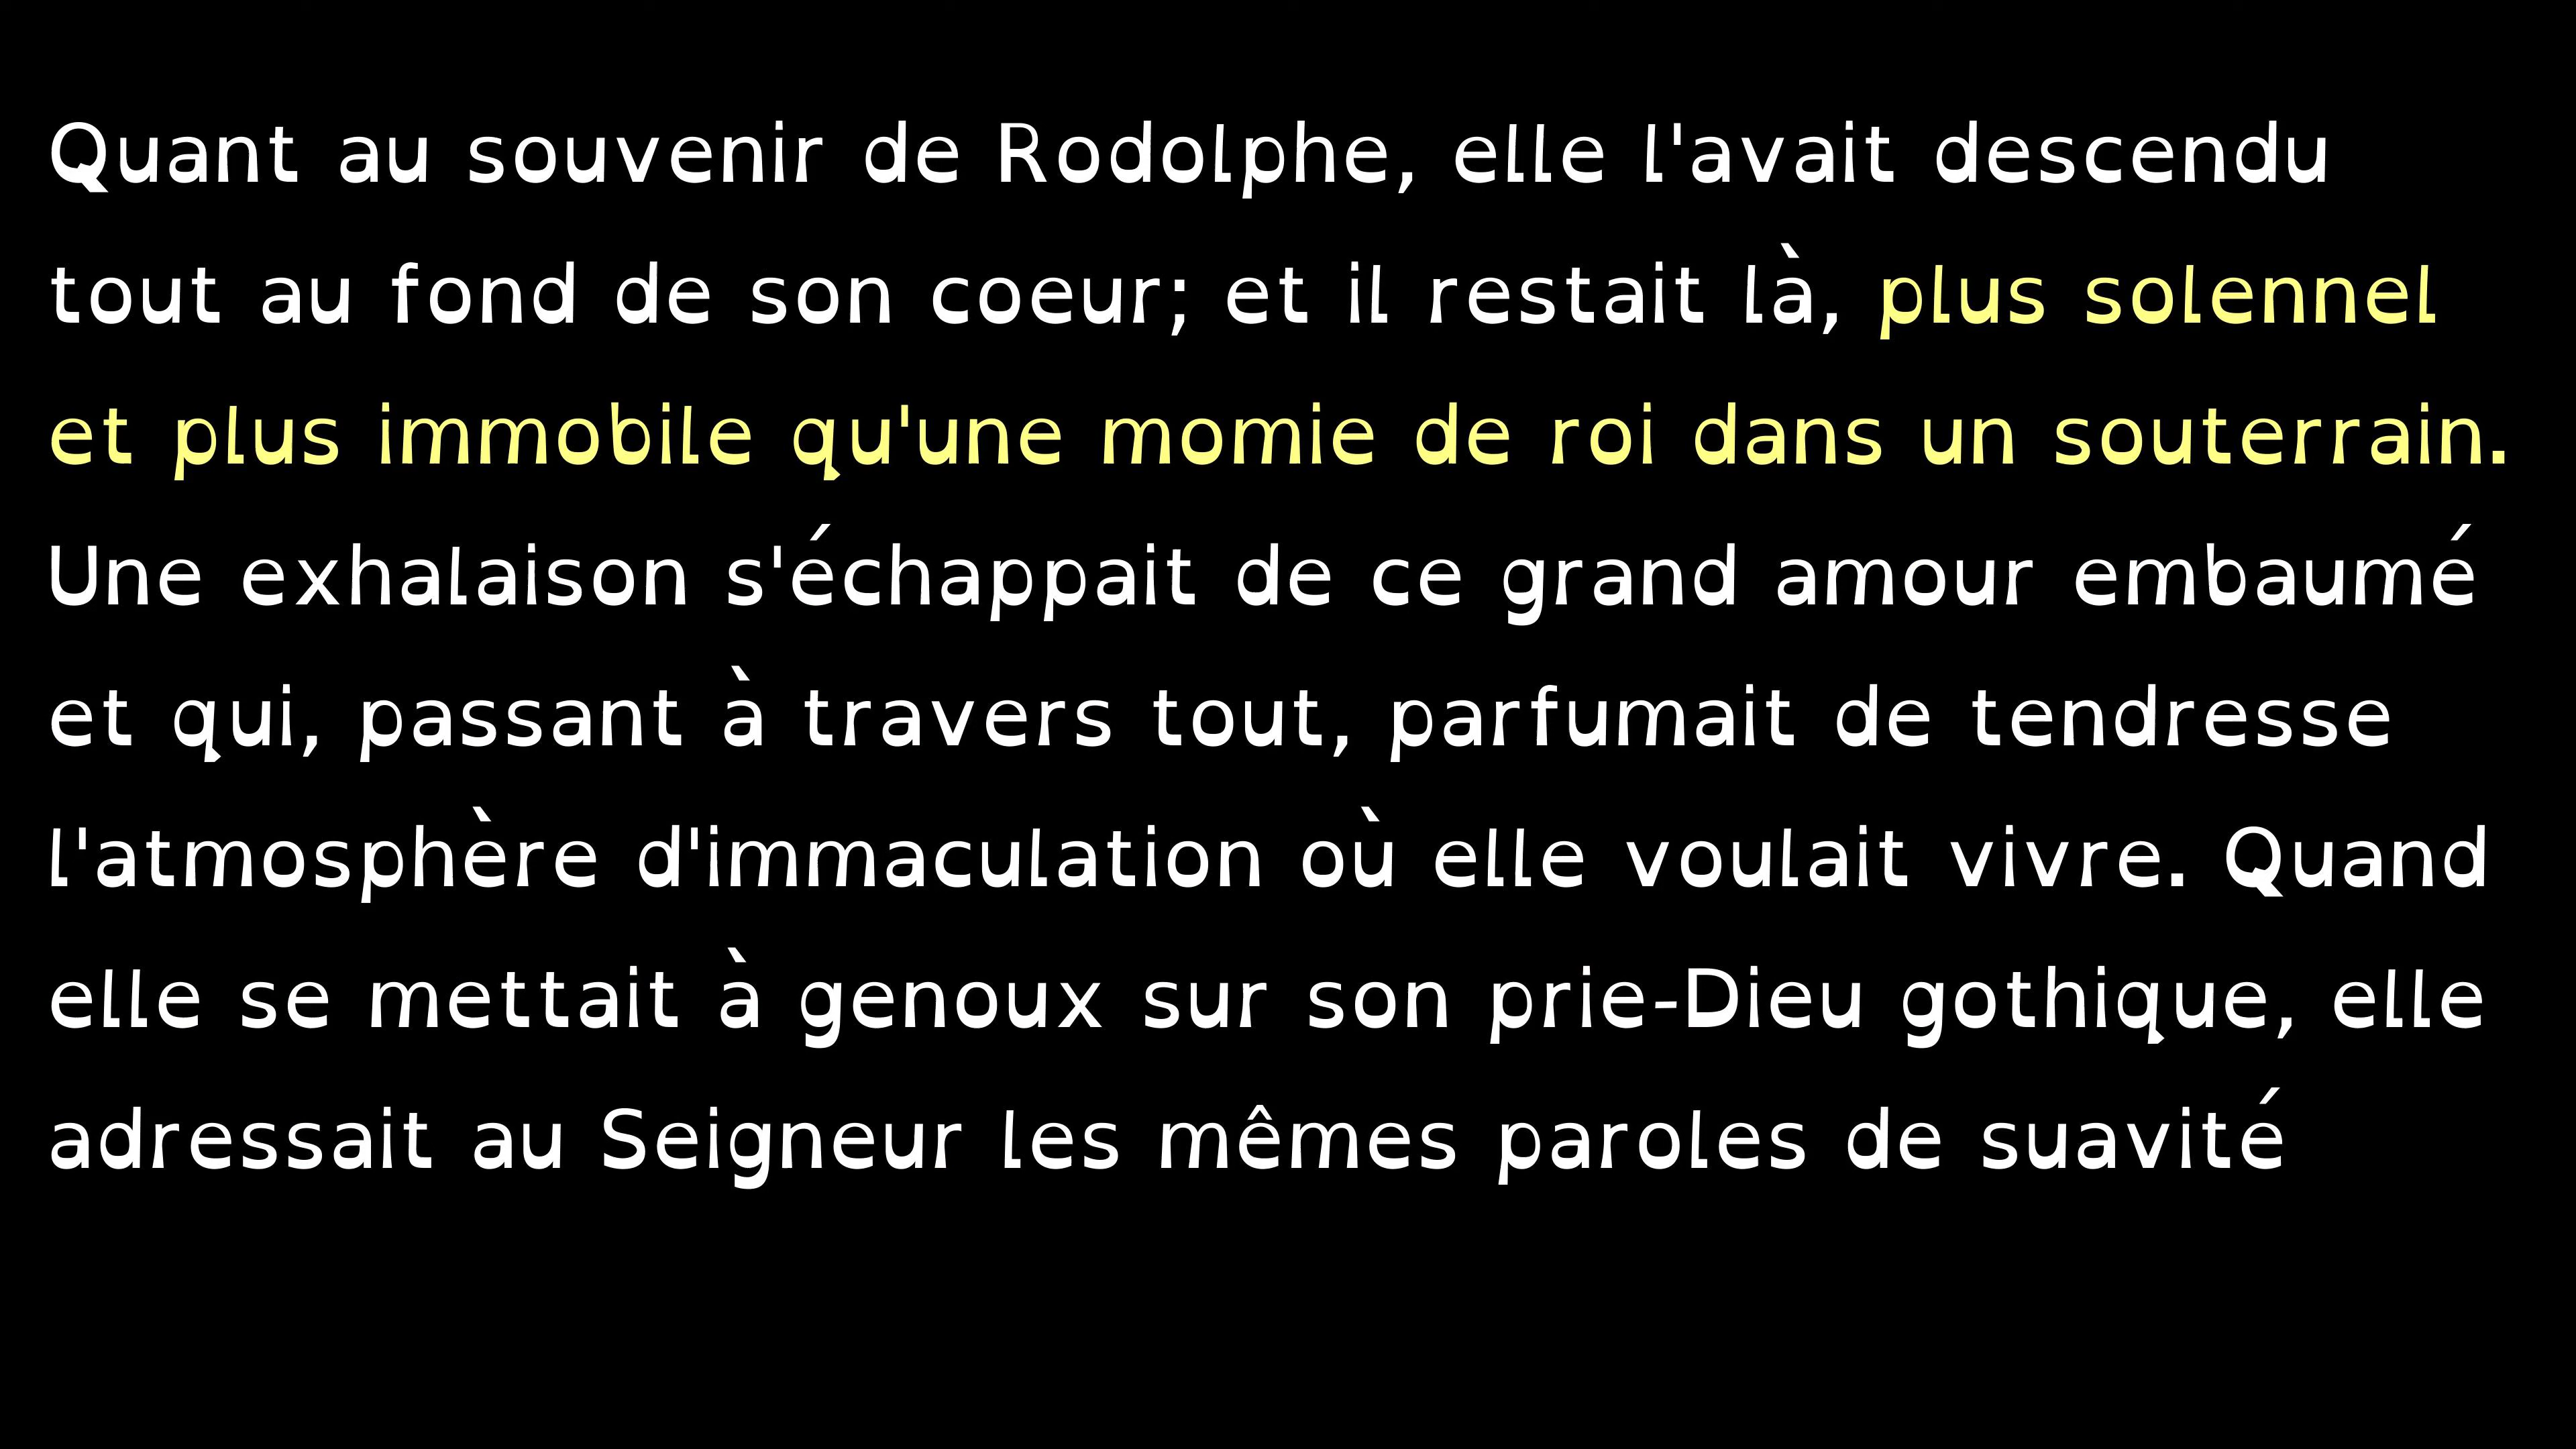 Quant au souvenir de Rodolphe, elle l'avait descendu
tout au fond de son coeur; et il restait là, plus solennel
et plus immobile qu'une momie de roi dans un souterrain.
Une exhalaison s'échappait de ce grand amour embaumé
et qui, passant à travers tout, parfumait de tendresse
l'atmosphère d'immaculation où elle voulait vivre. Quand
elle se mettait à genoux sur son prie-Dieu gothique, elle
adressait au Seigneur les mêmes paroles de suavité